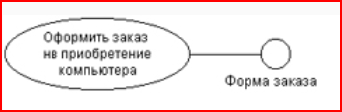 Оформить заказ
нв приобретение
компьютера
Форма заказа